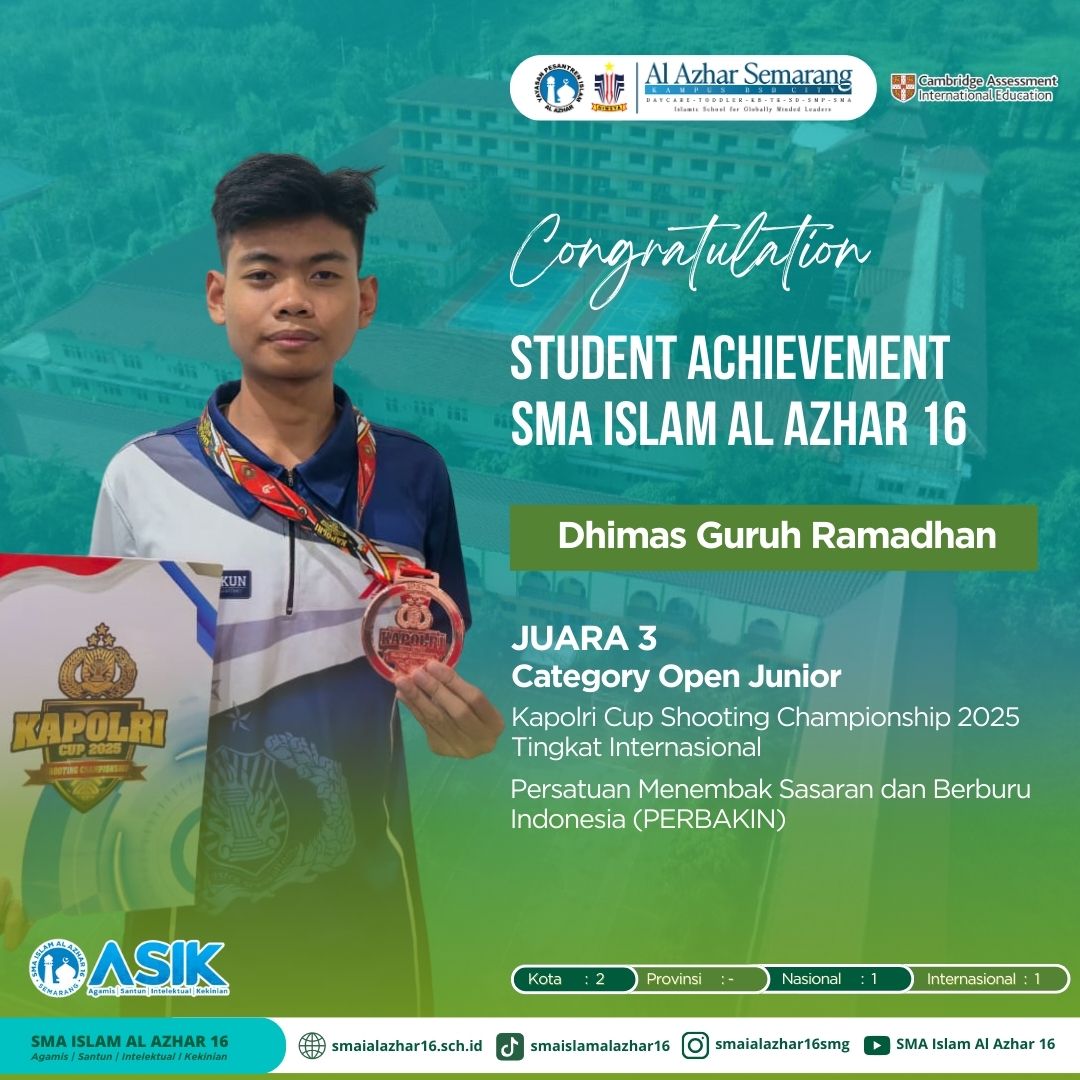 YAYASAN PESANTREN ISLAM
AL AZHAR
Al Azhar Semarang
KAMPUS BSB CITY
DAYCARE-TODDLER-KB-TK-SD-SMP-SMA
Islamic School for Globally Minded Leaders
Cambridge Assessment
International Education
Congratulation
STUDENT ACHIEVEMENT
SMA ISLAM AL AZHAR 16
Dhimas Guruh Ramadhan
JUARA 3
Category Open Junior
Kapolri Cup Shooting Championship 2025
Tingkat Internasional
Persatuan Menembak Sasaran dan Berburu
Indonesia (PERBAKIN)
KUN
KAPOLRI
KAPOLRI
KAPOLRI
CUP 2025
SHOOTING CHAMPIONSHIP
SMA ISLAM AL AZHAR 16
SEMARANG
ASIK
Agamis | Santun | Intelektual | Kekinian
Kota : 2 Provinsi : - Nasional : 1 Internasional : 1
SMA ISLAM AL AZHAR 16
Agamis | Santun | Intelektual | Kekinian
smaialazhar16.sch.id
smaislamalazhar16
smaialazhar16smg
SMA Islam Al Azhar 16